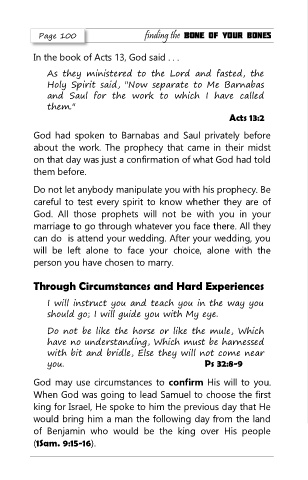 Page 100
finding the BONE OF YOUR BONES
In the book of Acts 13, God said . . .
As they ministered to the Lord and fasted, the
Holy Spirit said, "Now separate to Me Barnabas
and Saul for the work to which I have called
them."
Acts 13:2
God had spoken to Barnabas and Saul privately before
about the work. The prophecy that came in their midst
on that day was just a confirmation of what God had told
them before.
Do not let anybody manipulate you with his prophecy. Be
careful to test every spirit to know whether they are of
God. All those prophets will not be with you in your
marriage to go through whatever you face there. All they
can do is attend your wedding. After your wedding, you
will be left alone to face your choice, alone with the
person you have chosen to marry.
Through Circumstances and Hard Experiences
I will instruct you and teach you in the way you
should go; I will guide you with My eye.
Do not be like the horse or like the mule, Which
have no understanding, Which must be harnessed
with bit and bridle, Else they will not come near
you. Ps 32:8-9
God may use circumstances to confirm His will to you.
When God was going to lead Samuel to choose the first
king for Israel, He spoke to him the previous day that He
would bring him a man the following day from the land
of Benjamin who would be the king over His people
(1Sam. 9:15-16).